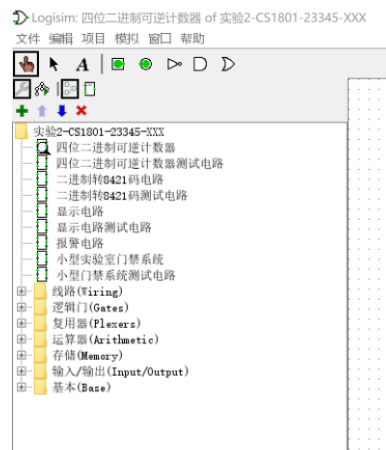 Logisim: 四位二进制可逆计数器 of 实验2-CS1801-23345-XXX
文件 编辑 项目 模拟 窗口 帮助
A
实验2-CS1801-23345-XXX
四位二进制可逆计数器
四位二进制可逆计数器测试电路
二进制转8421码电路
二进制转8421码测试电路
显示电路
显示电路测试电路
报警电路
小型实验室门禁系统
小型门禁系统测试电路
线路(Wiring)
逻辑门(Gates)
复用器(Plexers)
运算器(Arithmetic)
存储(Memory)
输入/输出(Input/Output)
基本(Base)